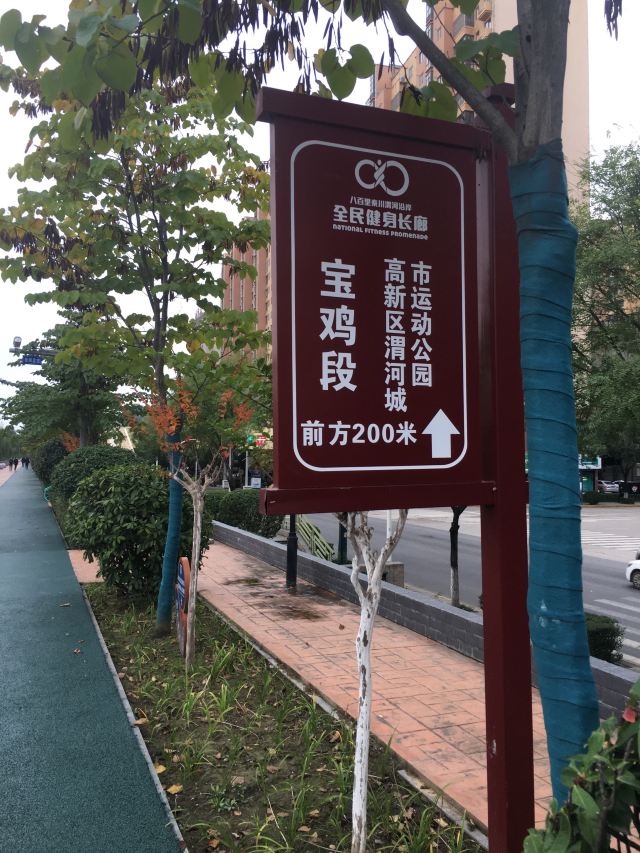 八百里秦川渭河沿岸
全民健身长廊
NATIONAL FITNESS PROMENADE
宝鸡段
高新区渭河城
市运动公园
前方200米